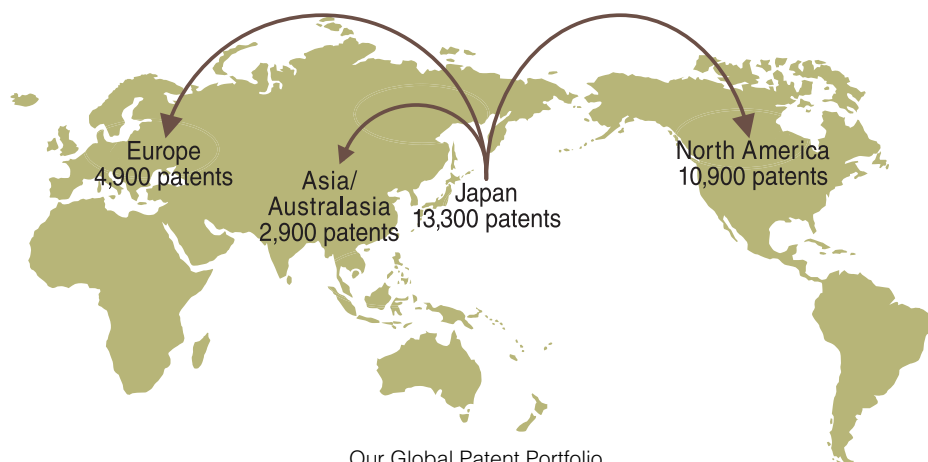 Europe
4,900 patents
Asia/
Australasia
2,900 patents
Japan
13,300 patents
North America
10,900 patents
Our Global Patent Portfolio